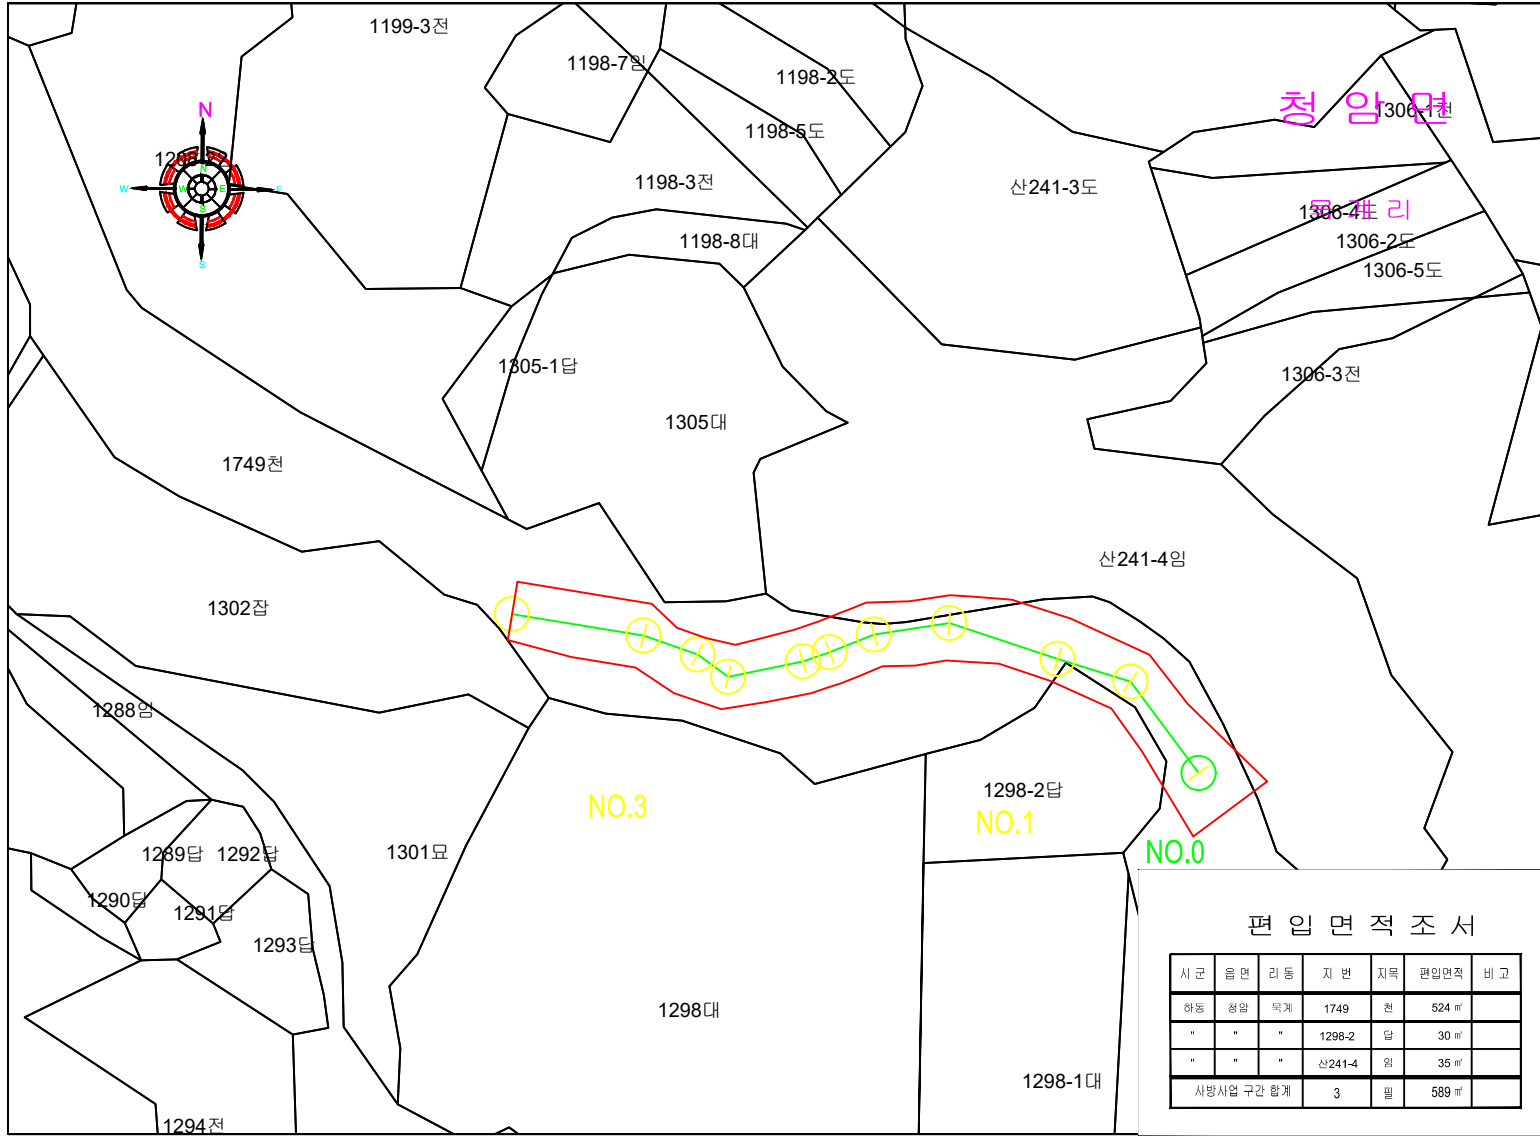 1199-3전
1198-7임
1198-2도
청 암 면
1306-1전
N
1198-5도
1198-3전
산241-3도
W
N
W
E
E
S
S
1306-4도
묵 계 리
1306-2도
1198-8대
1306-5도
1305-1답
1306-3전
1305대
1749천
산241-4임
1302잡
1288임
NO.3
1298-2답
NO.1
NO.0
1289답
1292답
1301묘
1290답
1291답
1293답
1298대
1298-1대
1294전
편 입 면 적 조 서
시 군 읍 면 리 동 지 번 지목 편입면적 비 고
하동 청암 묵계 1749 천 524 ㎡
" " " 1298-2 답 30 ㎡
" " " 산241-4 임 35 ㎡
사방사업 구간 합계 3 필 589 ㎡